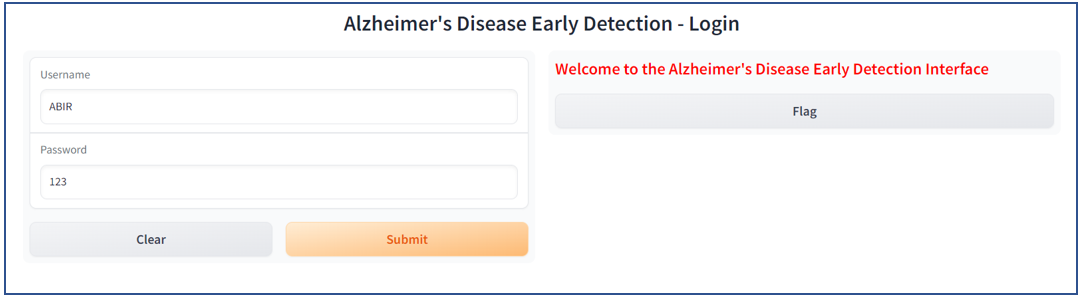 Alzheimer's Disease Early Detection - Login
Username
ABIR
Password
123
Clear
Submit
Welcome to the Alzheimer's Disease Early Detection Interface
Flag